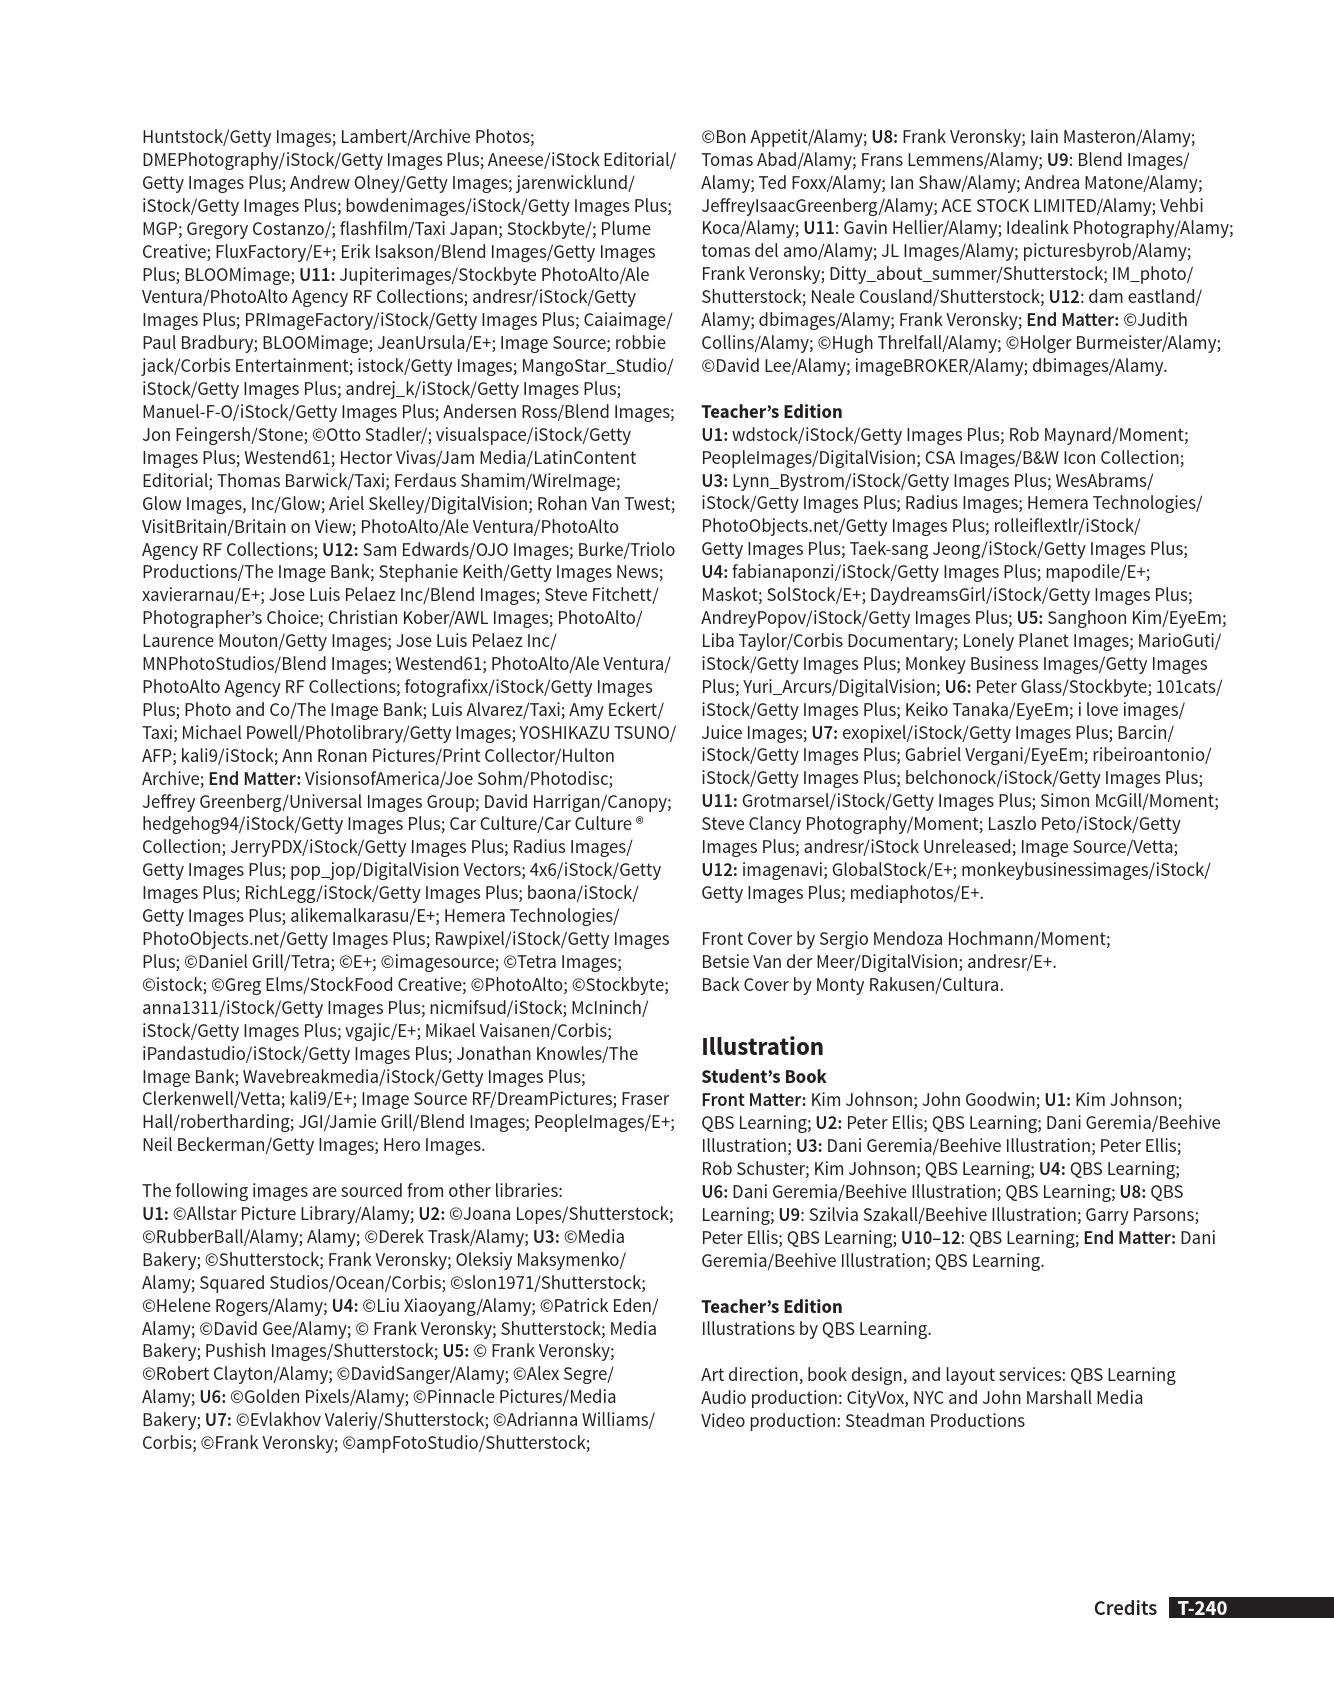 Huntstock/Getty Images; Lambert/Archive Photos;
DMEPhotography/iStock/Getty Images Plus; Aneese/iStock Editorial/
Getty Images Plus; Andrew Olney/Getty Images; jarenwicklund/
iStock/Getty Images Plus; bowdenimages/iStock/Getty Images Plus;
MGP; Gregory Costanzo/; flashfilm/Taxi Japan; Stockbyte/; Plume
Creative; FluxFactory/E+; Erik Isakson/Blend Images/Getty Images
Plus; BLOOMimage; U11: Jupiterimages/Stockbyte PhotoAlto/Ale
Ventura/PhotoAlto Agency RF Collections; andresr/iStock/Getty
Images Plus; PRImageFactory/iStock/Getty Images Plus; Caiaimage/
Paul Bradbury; BLOOMimage; JeanUrsula/E+; Image Source; robbie
jack/Corbis Entertainment; istock/Getty Images; MangoStar_Studio/
iStock/Getty Images Plus; andrej_k/iStock/Getty Images Plus;
Manuel-F-O/iStock/Getty Images Plus; Andersen Ross/Blend Images;
Jon Feingersh/Stone; ©Otto Stadler/; visualspace/iStock/Getty
Images Plus; Westend61; Hector Vivas/Jam Media/LatinContent
Editorial; Thomas Barwick/Taxi; Ferdaus Shamim/WireImage;
Glow Images, Inc/Glow; Ariel Skelley/DigitalVision; Rohan Van Twest;
VisitBritain/Britain on View; PhotoAlto/Ale Ventura/PhotoAlto
Agency RF Collections; U12: Sam Edwards/OJO Images; Burke/Triolo
Productions/The Image Bank; Stephanie Keith/Getty Images News;
xavierarnau/E+; Jose Luis Pelaez Inc/Blend Images; Steve Fitchett/
Photographer's Choice; Christian Kober/AWL Images; PhotoAlto/
Laurence Mouton/Getty Images; Jose Luis Pelaez Inc/
MNPhotoStudios/Blend Images; Westend61; PhotoAlto/Ale Ventura/
PhotoAlto Agency RF Collections; fotografixx/iStock/Getty Images
Plus; Photo and Co/The Image Bank; Luis Alvarez/Taxi; Amy Eckert/
Taxi; Michael Powell/Photolibrary/Getty Images; YOSHIKAZU TSUNO/
AFP; kali9/iStock; Ann Ronan Pictures/Print Collector/Hulton
Archive; End Matter: VisionsofAmerica/Joe Sohm/Photodisc;
Jeffrey Greenberg/Universal Images Group; David Harrigan/Canopy;
hedgehog94/iStock/Getty Images Plus; Car Culture/Car Culture ®
Collection; JerryPDX/iStock/Getty Images Plus; Radius Images/
Getty Images Plus; pop_jop/DigitalVision Vectors; 4x6/iStock/Getty
Images Plus; RichLegg/iStock/Getty Images Plus; baona/iStock/
Getty Images Plus; alikemalkarasu/E+; Hemera Technologies/
PhotoObjects.net/Getty Images Plus; Rawpixel/iStock/Getty Images
Plus; ©Daniel Grill/Tetra; ©E+; ©imagesource; ©Tetra Images;
©istock; ©Greg Elms/StockFood Creative; ©PhotoAlto; ©Stockbyte;
anna1311/iStock/Getty Images Plus; nicmifsud/iStock; McIninch/
iStock/Getty Images Plus; vgajic/E+; Mikael Vaisanen/Corbis;
iPandastudio/iStock/Getty Images Plus; Jonathan Knowles/The
Image Bank; Wavebreakmedia/iStock/Getty Images Plus;
Clerkenwell/Vetta; kali9/E+; Image Source RF/DreamPictures; Fraser
Hall/robertharding; JGI/Jamie Grill/Blend Images; PeopleImages/E+;
Neil Beckerman/Getty Images; Hero Images.
The following images are sourced from other libraries:
U1: ©Allstar Picture Library/Alamy; U2: ©Joana Lopes/Shutterstock;
©RubberBall/Alamy; Alamy; ©Derek Trask/Alamy; U3: ©Media
Bakery; ©Shutterstock; Frank Veronsky; Oleksiy Maksymenko/
Alamy; Squared Studios/Ocean/Corbis; ©slon1971/Shutterstock;
©Helene Rogers/Alamy; U4: ©Liu Xiaoyang/Alamy; ©Patrick Eden/
Alamy; ©David Gee/Alamy; © Frank Veronsky; Shutterstock; Media
Bakery; Pushish Images/Shutterstock; U5: © Frank Veronsky;
©Robert Clayton/Alamy; ©DavidSanger/Alamy; ©Alex Segre/
Alamy; U6: ©Golden Pixels/Alamy; ©Pinnacle Pictures/Media
Bakery; U7: ©Evlakhov Valeriy/Shutterstock; ©Adrianna Williams/
Corbis; ©Frank Veronsky; ©ampFotoStudio/Shutterstock;
©Bon Appetit/Alamy; U8: Frank Veronsky; Iain Masteron/Alamy;
Tomas Abad/Alamy; Frans Lemmens/Alamy; U9: Blend Images/
Alamy; Ted Foxx/Alamy; Ian Shaw/Alamy; Andrea Matone/Alamy;
JeffreyIsaacGreenberg/Alamy; ACE STOCK LIMITED/Alamy; Vehbi
Koca/Alamy; U11: Gavin Hellier/Alamy; Idealink Photography/Alamy;
tomas del amo/Alamy; JL Images/Alamy; picturesbyrob/Alamy;
Frank Veronsky; Ditty_about_summer/Shutterstock; IM_photo/
Shutterstock; Neale Cousland/Shutterstock; U12: dam eastland/
Alamy; dbimages/Alamy; Frank Veronsky; End Matter: ©Judith
Collins/Alamy; ©Hugh Threlfall/Alamy; ©Holger Burmeister/Alamy;
©David Lee/Alamy; imageBROKER/Alamy; dbimages/Alamy.
Teacher's Edition
U1: wdstock/iStock/Getty Images Plus; Rob Maynard/Moment;
PeopleImages/DigitalVision; CSA Images/B&W Icon Collection;
U3: Lynn_Bystrom/iStock/Getty Images Plus; WesAbrams/
iStock/Getty Images Plus; Radius Images; Hemera Technologies/
PhotoObjects.net/Getty Images Plus; rolleiflextlr/iStock/
Getty Images Plus; Taek-sang Jeong/iStock/Getty Images Plus;
U4: fabianaponzi/iStock/Getty Images Plus; mapodile/E+;
Maskot; SolStock/E+; DaydreamsGirl/iStock/Getty Images Plus;
AndreyPopov/iStock/Getty Images Plus; U5: Sanghoon Kim/EyeEm;
Liba Taylor/Corbis Documentary; Lonely Planet Images; MarioGuti/
iStock/Getty Images Plus; Monkey Business Images/Getty Images
Plus; Yuri_Arcurs/DigitalVision; U6: Peter Glass/Stockbyte; 101cats/
iStock/Getty Images Plus; Keiko Tanaka/EyeEm; i love images/
Juice Images; U7: exopixel/iStock/Getty Images Plus; Barcin/
iStock/Getty Images Plus; Gabriel Vergani/EyeEm; ribeiroantonio/
iStock/Getty Images Plus; belchonock/iStock/Getty Images Plus;
U11: Grotmarsel/iStock/Getty Images Plus; Simon McGill/Moment;
Steve Clancy Photography/Moment; Laszlo Peto/iStock/Getty
Images Plus; andresr/iStock Unreleased; Image Source/Vetta;
U12: imagenavi; GlobalStock/E+; monkeybusinessimages/iStock/
Getty Images Plus; mediaphotos/E+.
Front Cover by Sergio Mendoza Hochmann/Moment;
Betsie Van der Meer/DigitalVision; andresr/E+.
Back Cover by Monty Rakusen/Cultura.
Illustration
Student's Book
Front Matter: Kim Johnson; John Goodwin; U1: Kim Johnson;
QBS Learning; U2: Peter Ellis; QBS Learning; Dani Geremia/Beehive
Illustration; U3: Dani Geremia/Beehive Illustration; Peter Ellis;
Rob Schuster; Kim Johnson; QBS Learning; U4: QBS Learning;
U6: Dani Geremia/Beehive Illustration; QBS Learning; U8: QBS
Learning; U9: Szilvia Szakall/Beehive Illustration; Garry Parsons;
Peter Ellis; QBS Learning; U10–12: QBS Learning; End Matter: Dani
Geremia/Beehive Illustration; QBS Learning.
Teacher's Edition
Illustrations by QBS Learning.
Art direction, book design, and layout services: QBS Learning
Audio production: CityVox, NYC and John Marshall Media
Video production: Steadman Productions
Credits T-240